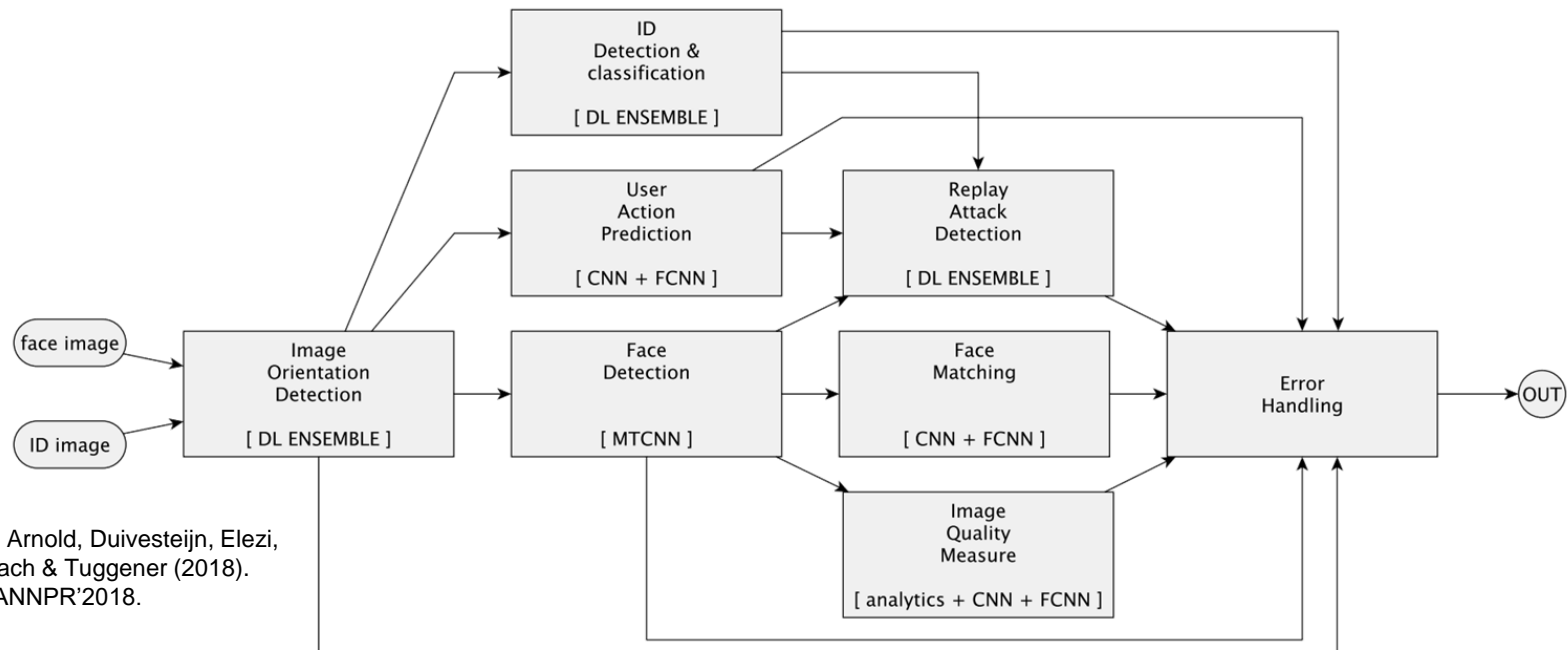 ID
Detection &
classification
[ DL ENSEMBLE ]
User
Action
Prediction
[ CNN + FCNN ]
Replay
Attack
Detection
[ DL ENSEMBLE ]
face image
ID image
Image
Orientation
Detection
[ DL ENSEMBLE ]
Face
Detection
[ MTCNN ]
Face
Matching
[ CNN + FCNN ]
Error
Handling
OUT
Image
Quality
Measure
[ analytics + CNN + FCNN ]
Arnold, Duivesteijn, Elezi,
& Tuggener (2018).